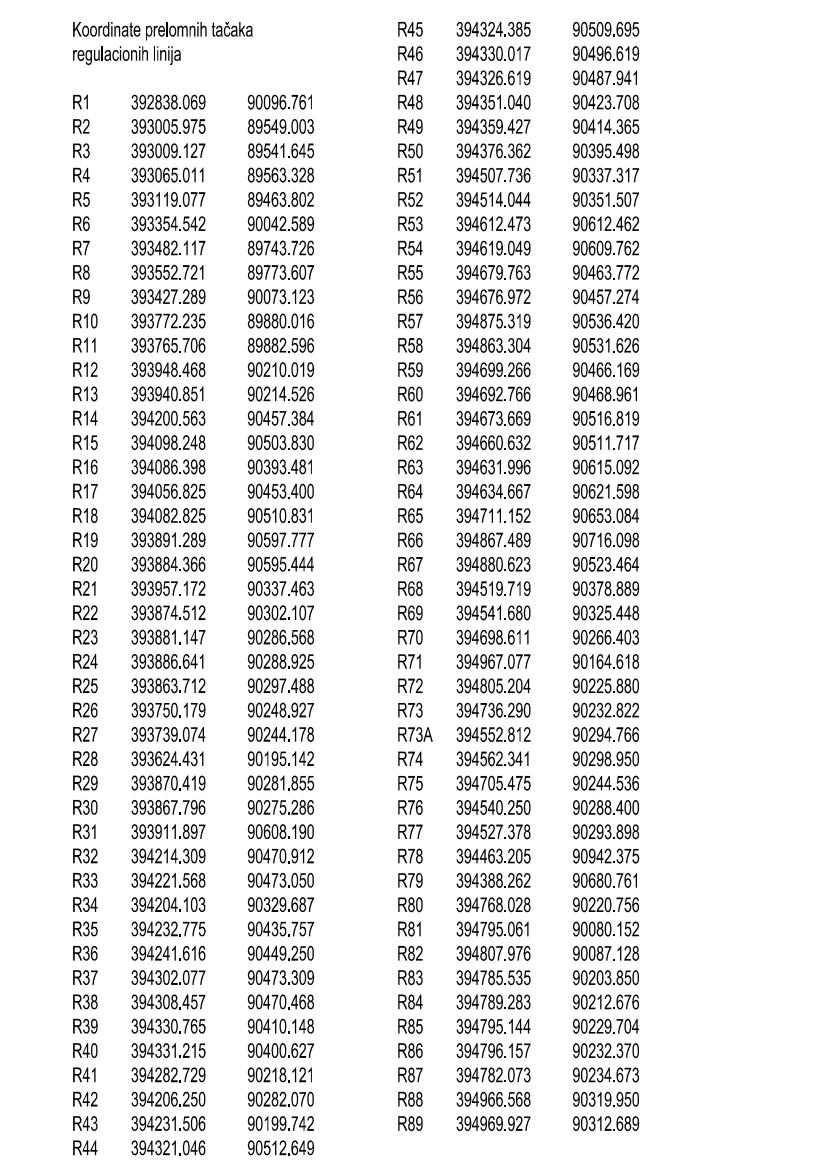 Koordinate prelomnih tačaka
regulacionih linija
R1 392838.069 90096.761
R2 393005.975 89549.003
R3 393009.127 89541.645
R4 393065.011 89563.328
R5 393119.077 89463.802
R6 393354.542 90042.589
R7 393482.117 89743.726
R8 393552.721 89773.607
R9 393427.289 90073.123
R10 393772.235 89880.016
R11 393765.706 89882.596
R12 393948.468 90210.019
R13 393940.851 90214.526
R14 394200.563 90457.384
R15 394098.248 90503.830
R16 394086.398 90393.481
R17 394056.825 90453.400
R18 394082.825 90510.831
R19 393891.289 90597.777
R20 393884.366 90595.444
R21 393957.172 90337.463
R22 393874.512 90302.107
R23 393881.147 90286.568
R24 393886.641 90288.925
R25 393863.712 90297.488
R26 393750.179 90248.927
R27 393739.074 90244.178
R28 393624.431 90195.142
R29 393870.419 90281.855
R30 393867.796 90275.286
R31 393911.897 90608.190
R32 394214.309 90470.912
R33 394221.568 90473.050
R34 394204.103 90329.687
R35 394232.775 90435.757
R36 394241.616 90449.250
R37 394302.077 90473.309
R38 394308.457 90470.468
R39 394330.765 90410.148
R40 394331.215 90400.627
R41 394282.729 90218.121
R42 394206.250 90282.070
R43 394231.506 90199.742
R44 394321.046 90512.649
R45 394324.385 90509.695
R46 394330.017 90496.619
R47 394326.619 90487.941
R48 394351.040 90423.708
R49 394359.427 90414.365
R50 394376.362 90395.498
R51 394507.736 90337.317
R52 394514.044 90351.507
R53 394612.473 90612.462
R54 394619.049 90609.762
R55 394679.763 90463.772
R56 394676.972 90457.274
R57 394875.319 90536.420
R58 394863.304 90531.626
R59 394699.266 90466.169
R60 394692.766 90468.961
R61 394673.669 90516.819
R62 394660.632 90511.717
R63 394631.996 90615.092
R64 394634.667 90621.598
R65 394711.152 90653.084
R66 394867.489 90716.098
R67 394880.623 90523.464
R68 394519.719 90378.889
R69 394541.680 90325.448
R70 394698.611 90266.403
R71 394967.077 90164.618
R72 394805.204 90225.880
R73 394736.290 90232.822
R73A 394552.812 90294.766
R74 394562.341 90298.950
R75 394705.475 90244.536
R76 394540.250 90288.400
R77 394527.378 90293.898
R78 394463.205 90942.375
R79 394388.262 90680.761
R80 394768.028 90220.756
R81 394795.061 90080.152
R82 394807.976 90087.128
R83 394785.535 90203.850
R84 394789.283 90212.676
R85 394795.144 90229.704
R86 394796.157 90232.370
R87 394782.073 90234.673
R88 394966.568 90319.950
R89 394969.927 90312.689